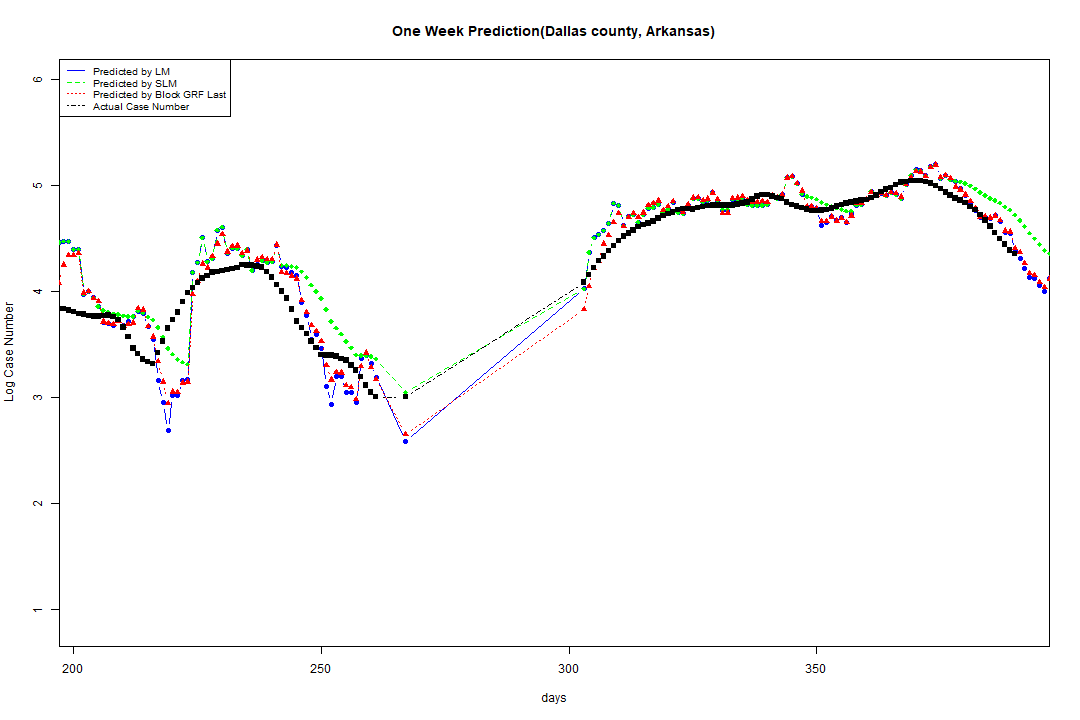 One Week Prediction(Dallas county, Arkansas)
Predicted by LM
Predicted by SLM
Predicted by Block GRF Last
Actual Case Number
6
5
4
3
2
1
Log Case Number
200 250 300 350
days